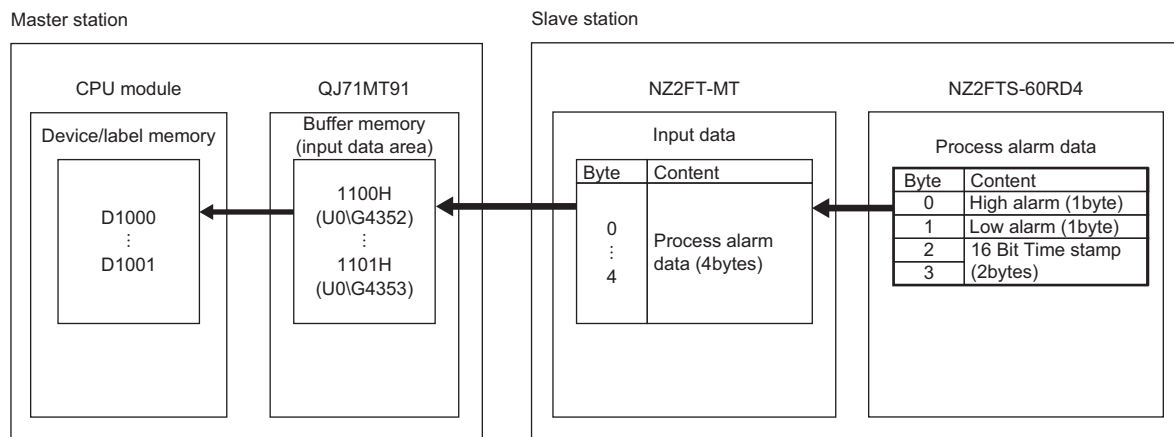 Master station
Slave station
CPU module
QJ71MT91
NZ2FT-MT
NZ2FTS-60RD4
Device/label memory
D1000
⋮
D1001
Buffer memory
(input data area)
1100H
(U0\G4352)
⋮
1101H
(U0\G4353)
Input data
Byte Content
0
⋮
4
Process alarm
data (4bytes)
Process alarm data
Byte Content
0 High alarm (1byte)
1 Low alarm (1byte)
2 16 Bit Time stamp
3 (2bytes)